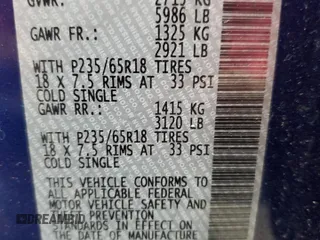 GVWR: 2715 KG
5986 LB
GAWR FR.: 1325 KG
2921 LB
WITH P235/65R18 TIRES
18 X 7.5 RIMS AT 33 PSI
COLD SINGLE
GAWR RR: 1415 KG
3120 LB
WITH P235/65R18 TIRES
18 X 7.5 RIMS AT 33 PSI
COLD SINGLE
THIS VEHICLE CONFORMS TO
ALL APPLICABLE FEDERAL
MOTOR VEHICLE SAFETY AND
PREVENTION
STANDARDS IN EFFECT ON
THE DATE OF MANUFACTURE
DREAMBID